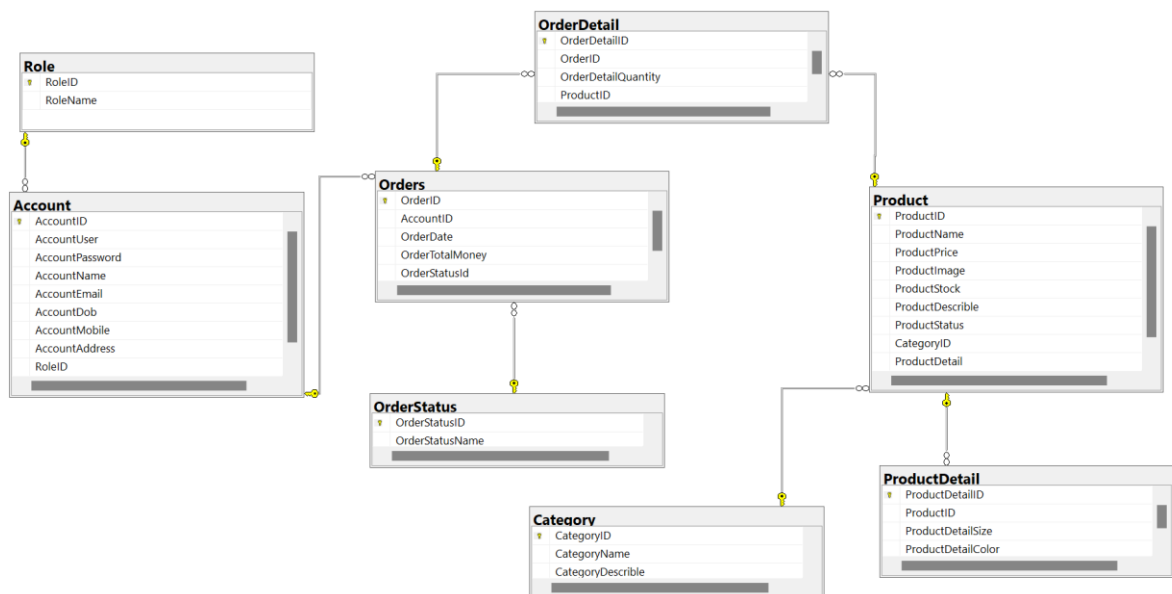 OrderDetail
OrderDetailID
OrderID
OrderDetailQuantity
ProductID
Role
RoleID
RoleName
Account
AccountID
AccountUser
AccountPassword
AccountName
AccountEmail
AccountDob
AccountMobile
AccountAddress
RoleID
Orders
OrderID
AccountID
OrderDate
OrderTotalMoney
OrderStatusId
Product
ProductID
ProductName
ProductPrice
ProductImage
ProductStock
ProductDescrible
ProductStatus
CategoryID
ProductDetail
OrderStatus
OrderStatusID
OrderStatusName
Category
CategoryID
CategoryName
CategoryDescrible
ProductDetail
ProductDetailID
ProductID
ProductDetailSize
ProductDetailColor